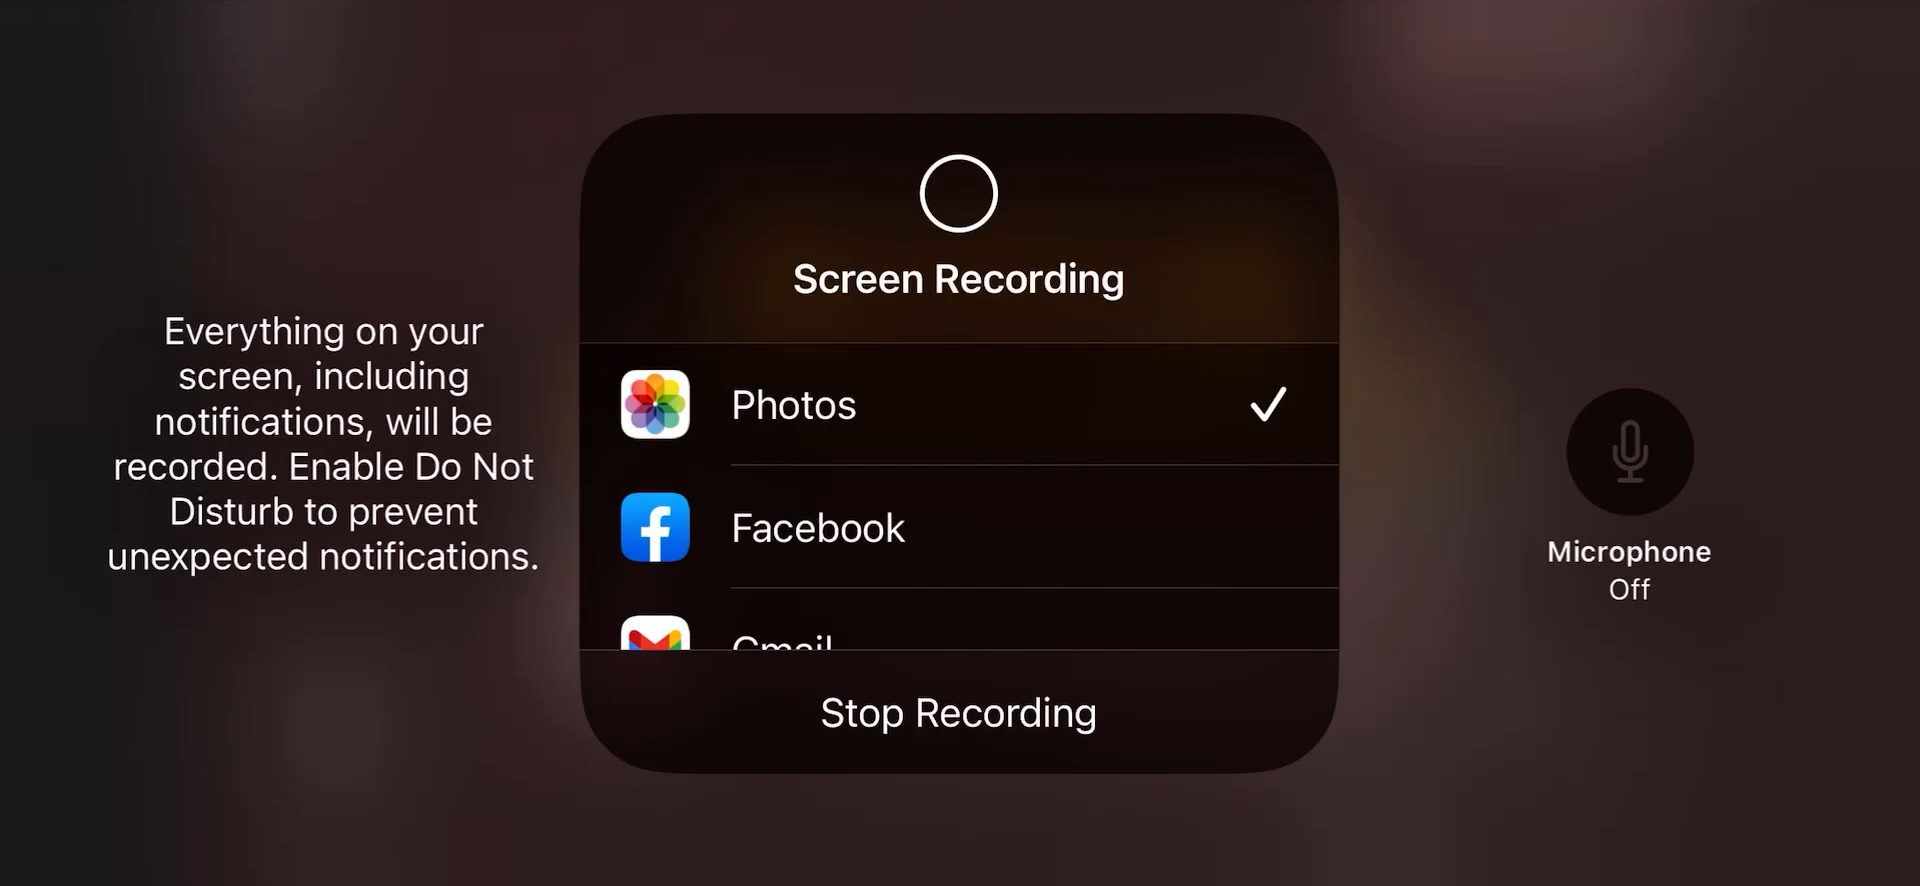 Everything on your
screen, including
notifications, will be
recorded. Enable Do Not
Disturb to prevent
unexpected notifications.
Screen Recording
Photos
Facebook
Gmail
Stop Recording
Microphone
Off